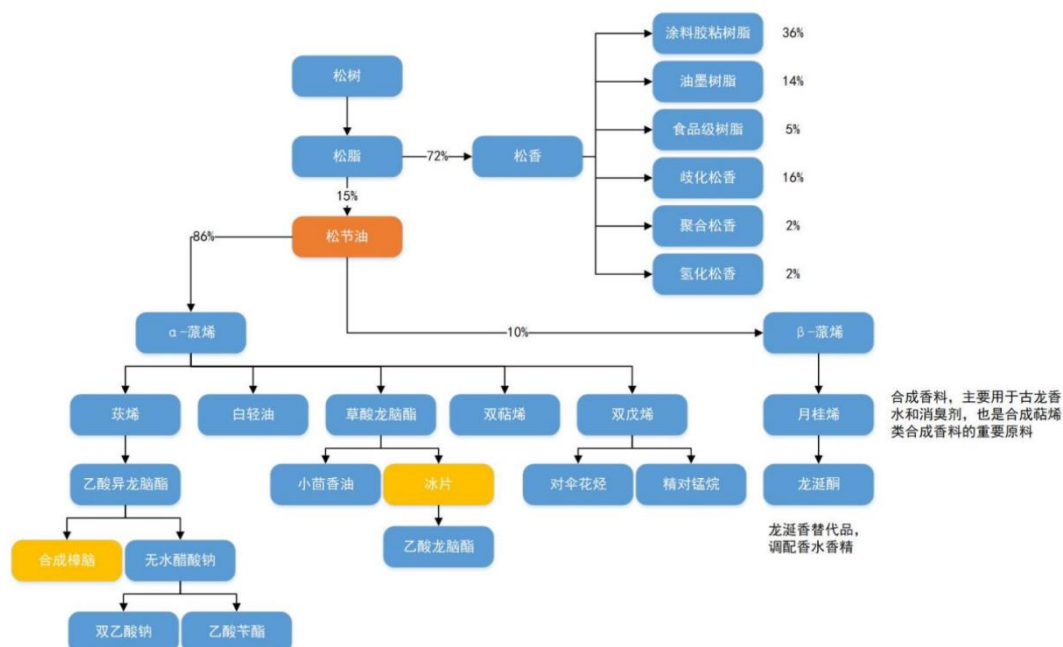 涂料胶粘树脂 36%
松树
油墨树脂 14%
食品级树脂 5%
松脂 72% 松香
歧化松香 16%
15%
聚合松香 2%
86% 松节油
氢化松香 2%
α-蒎烯 10% β-蒎烯
莰烯 白轻油 草酸龙脑酯 双萜烯 双戊烯 月桂烯
合成香料，主要用于古龙香
水和消臭剂，也是合成萜烯
类合成香料的重要原料
乙酸异龙脑酯 小茴香油 冰片 对伞花烃 精对锰烷 龙涎酮
龙涎香替代品，
调配香水香精
合成樟脑 无水醋酸钠 乙酸龙脑酯
双乙酸钠 乙酸苄酯